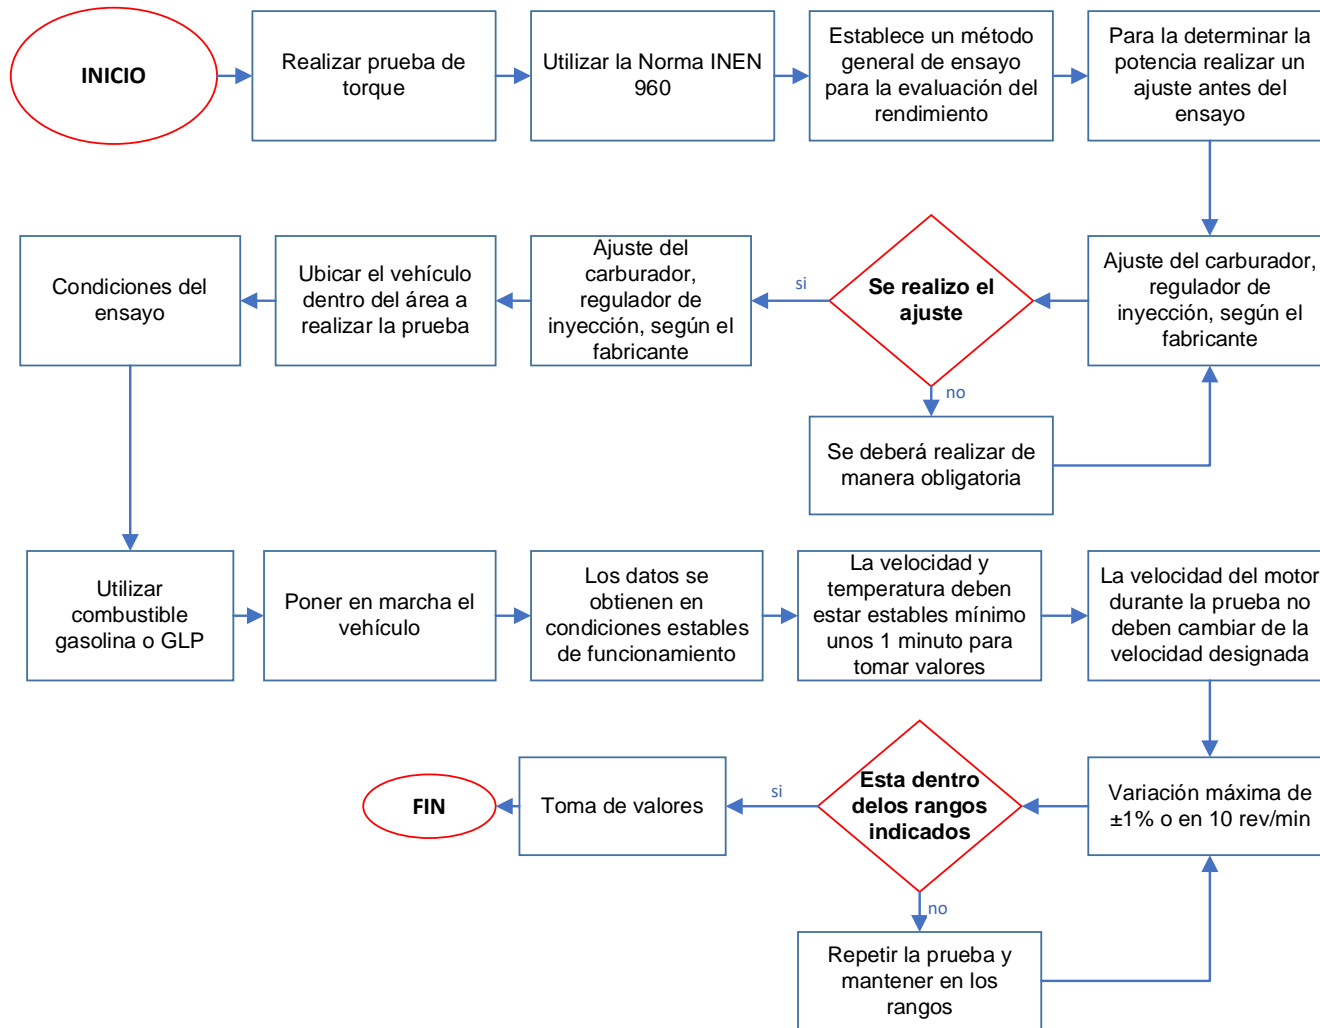 INICIO
Realizar prueba de
torque
Utilizar la Norma INEN
960
Establece un método
general de ensayo
para la evaluación del
rendimiento
Para la determinar la
potencia realizar un
ajuste antes del
ensayo
Ajuste del carburador,
regulador de
inyección, según el
fabricante
Se realizo el
ajuste
si
no
Se deberá realizar de
manera obligatoria
Ajuste del
carburador,
regulador de
inyección, según el
fabricante
Ubicar el vehículo
dentro del área a
realizar la prueba
Condiciones del
ensayo
Utilizar
combustible
gasolina o GLP
Poner en marcha el
vehículo
Los datos se
obtienen en
condiciones estables
de funcionamiento
La velocidad y
temperatura deben
estar estables mínimo
unos 1 minuto para
tomar valores
La velocidad del motor
durante la prueba no
deben cambiar de la
velocidad designada
Variación máxima de
±1% o en 10 rev/min
Esta dentro
delos rangos
indicados
si
no
Repetir la prueba y
mantener en los
rangos
Toma de valores
FIN